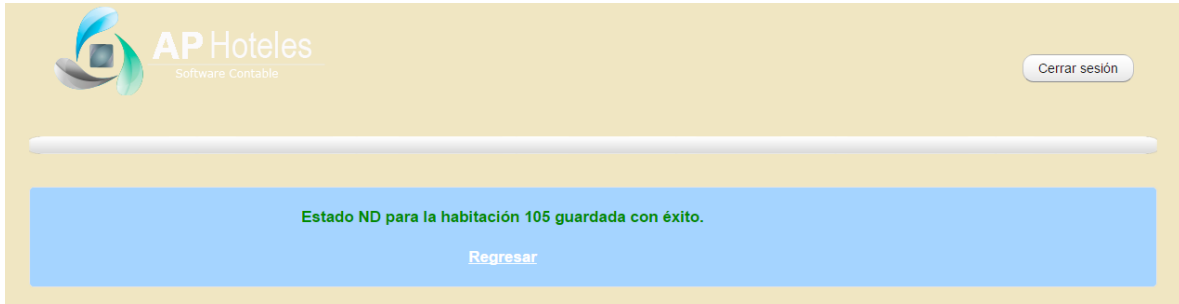 AP Hoteles
Software Contable
Cerrar sesión
Estado ND para la habitación 105 guardada con éxito.
Regresar